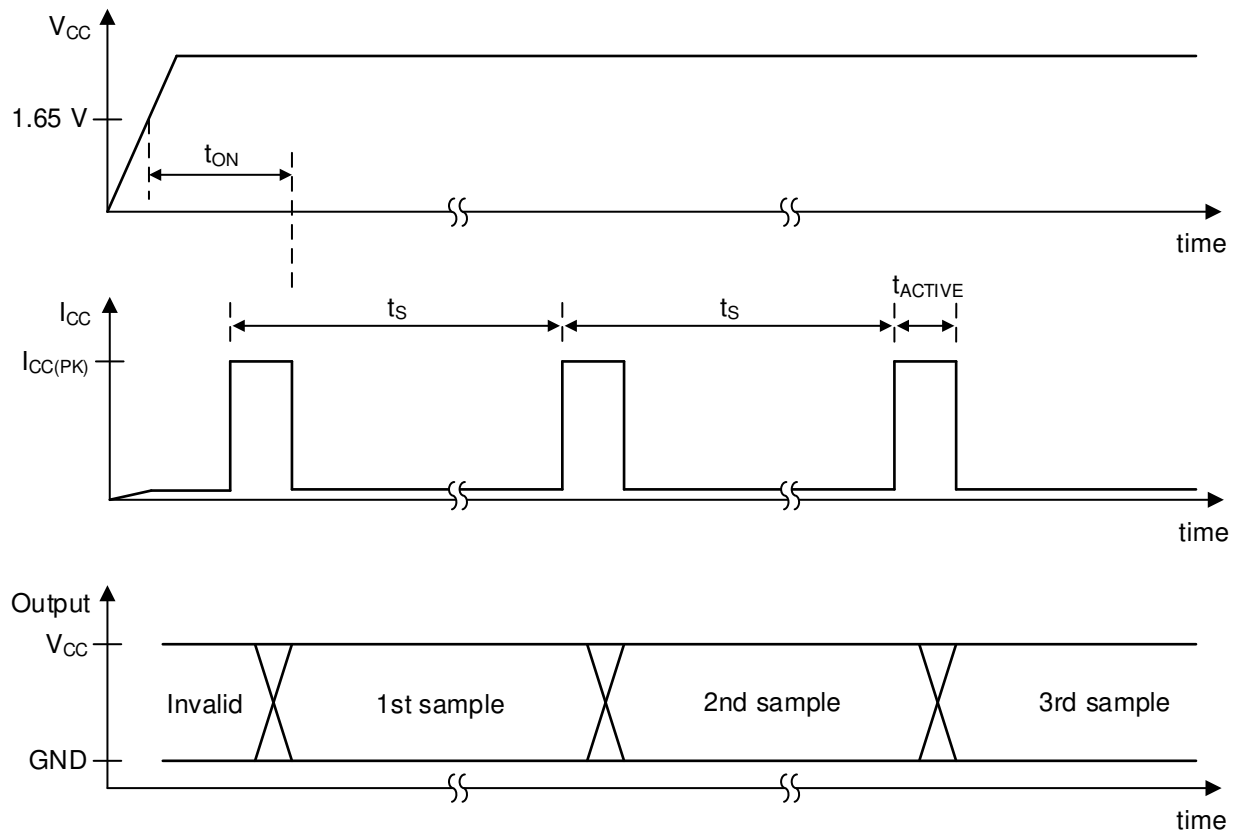 VCC
1.65 V
tON
time
ICC
ICC(PK)
tS
tS
tACTIVE
time
Output
VCC
Invalid
1st sample
2nd sample
3rd sample
GND
time